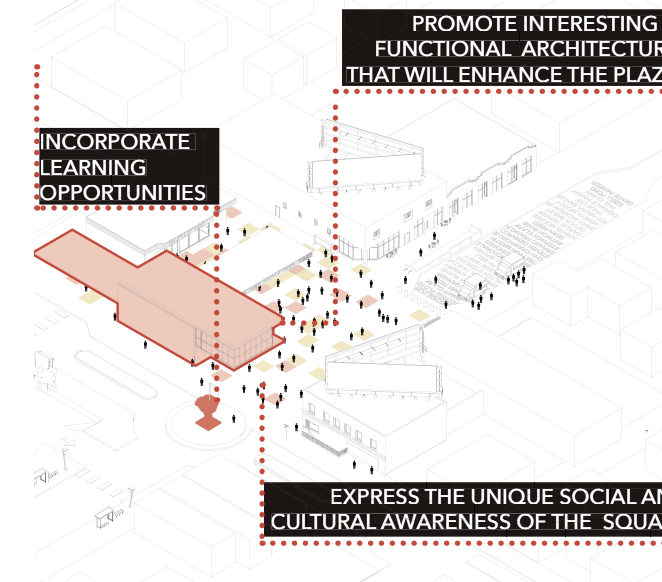 PROMOTE INTERESTING
FUNCTIONAL ARCHITECTUR
THAT WILL ENHANCE THE PLAZ
INCORPORATE
LEARNING
OPPORTUNITIES
EXPRESS THE UNIQUE SOCIAL AN
CULTURAL AWARENESS OF THE SQUA